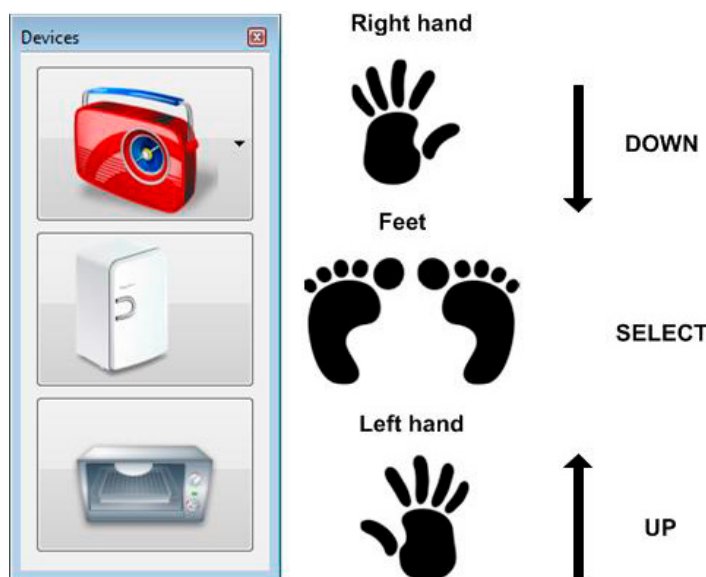 Devices
Right hand
DOWN
Feet
SELECT
Left hand
UP